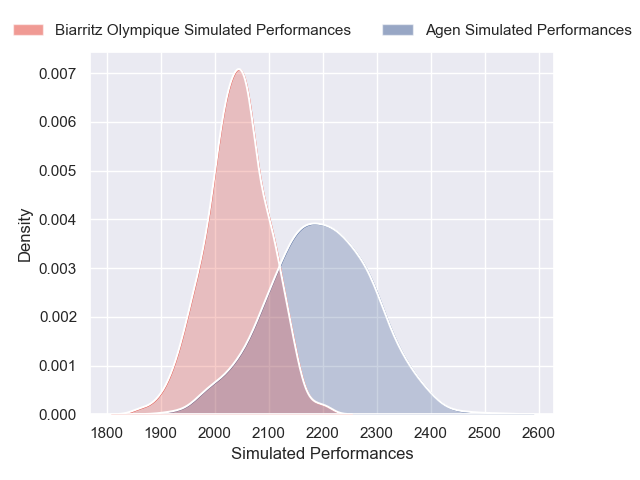 Biarritz Olympique Simulated Performances Agen Simulated Performances
0.007
0.006
0.005
0.004
0.003
0.002
0.001
0.000
Density
1800 1900 2000 2100 2200 2300 2400 2500 2600
Simulated Performances